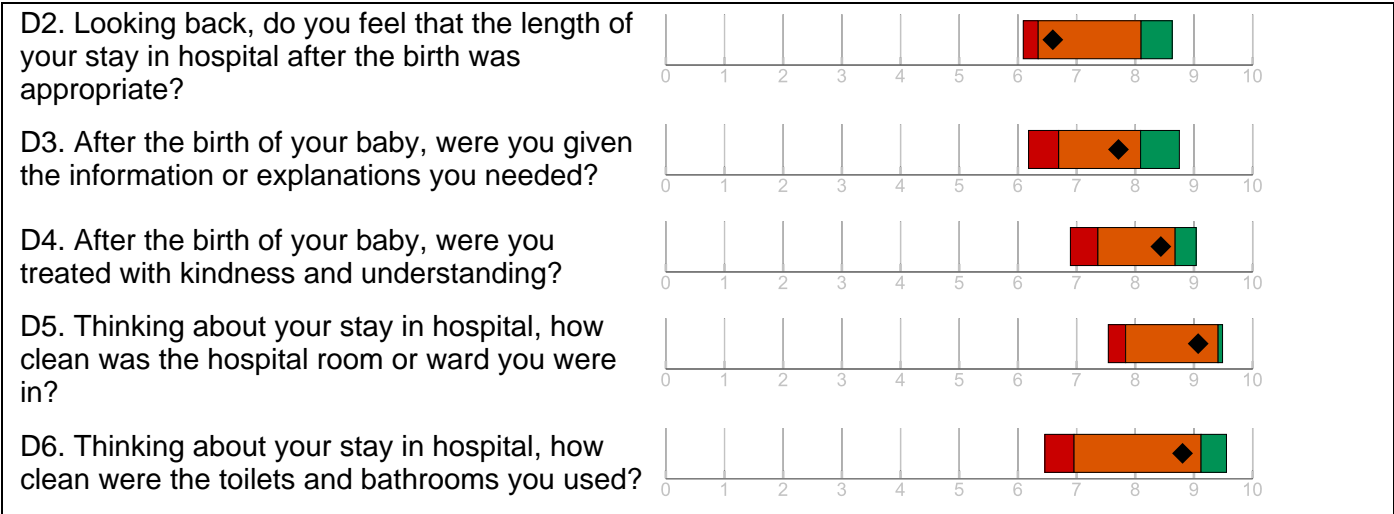 D2. Looking back, do you feel that the length of
your stay in hospital after the birth was
appropriate?
0 1 2 3 4 5 6 7 8 9 10
D3. After the birth of your baby, were you given
the information or explanations you needed?
0 1 2 3 4 5 6 7 8 9 10
D4. After the birth of your baby, were you
treated with kindness and understanding?
0 1 2 3 4 5 6 7 8 9 10
D5. Thinking about your stay in hospital, how
clean was the hospital room or ward you were
in?
0 1 2 3 4 5 6 7 8 9 10
D6. Thinking about your stay in hospital, how
clean were the toilets and bathrooms you used?
0 1 2 3 4 5 6 7 8 9 10